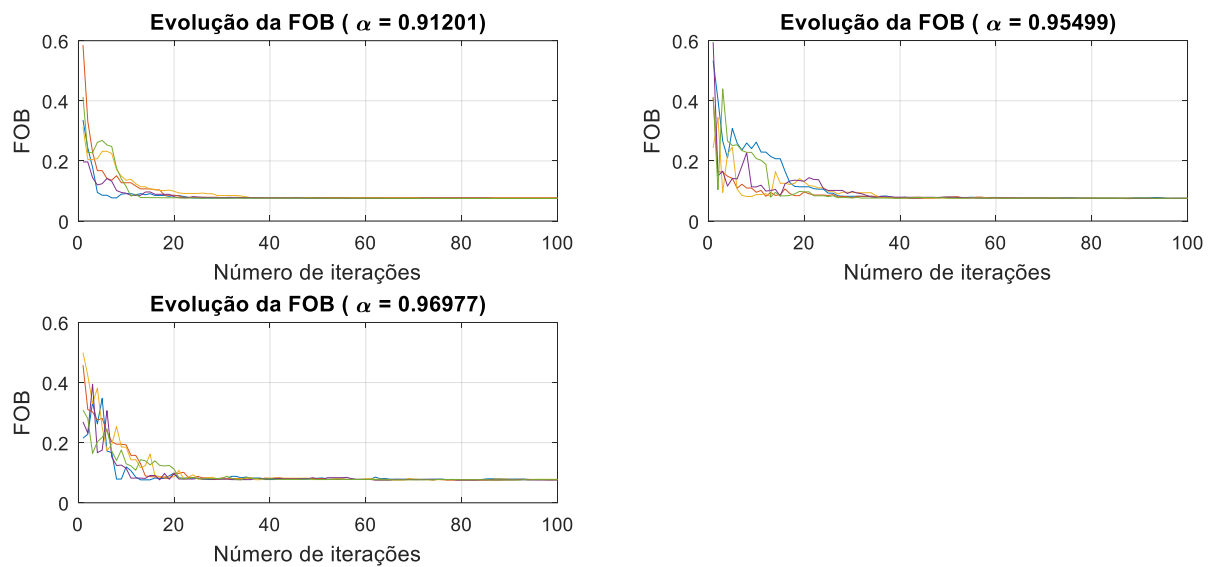 Evolução da FOB ( α = 0.91201)
FOB
0.6
0.4
0.2
0
0 20 40 60 80 100
Número de iterações
Evolução da FOB ( α = 0.95499)
FOB
0.6
0.4
0.2
0
0 20 40 60 80 100
Número de iterações
Evolução da FOB ( α = 0.96977)
FOB
0.6
0.4
0.2
0
0 20 40 60 80 100
Número de iterações